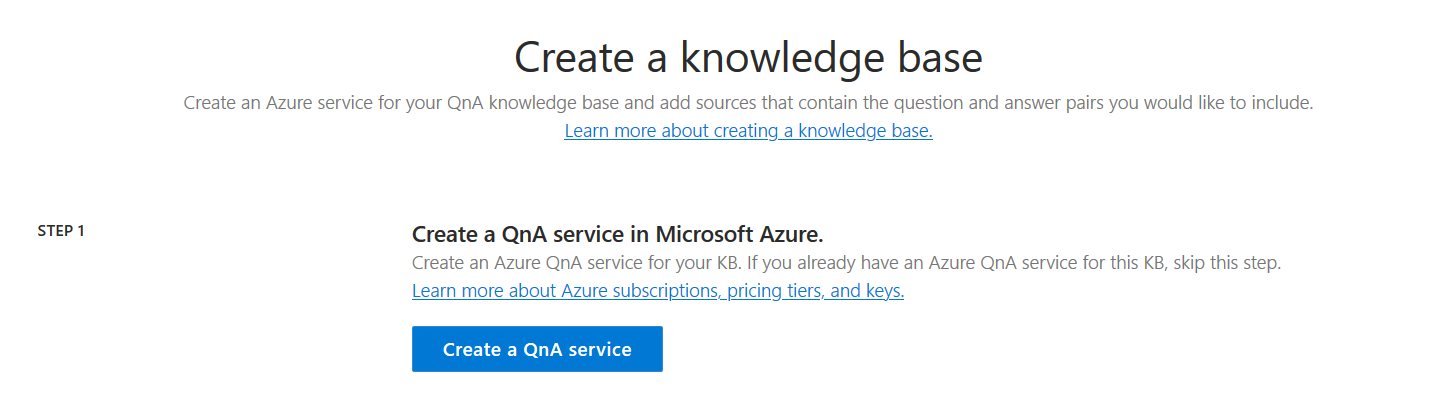 Create a knowledge base
Create an Azure service for your QnA knowledge base and add sources that contain the question and answer pairs you would like to include.
Learn more about creating a knowledge base.
STEP 1
Create a QnA service in Microsoft Azure.
Create an Azure QnA service for your KB. If you already have an Azure QnA service for this KB, skip this step.
Learn more about Azure subscriptions, pricing tiers, and keys.
Create a QnA service